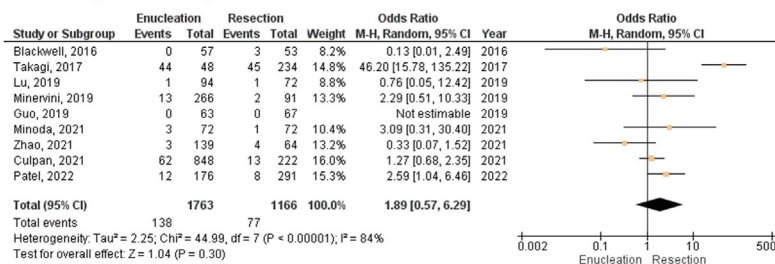 Enucleation Resection Odds Ratio Odds Ratio
Study or Subgroup Events Total Events Total Weight M-H, Random, 95% CI Year M-H, Random, 95% CI
Blackwell, 2016 0 57 3 53 8.2% 0.13 [0.01, 2.49] 2016
Takagi, 2017 44 48 45 234 14.8% 46.20 [15.78, 135.22] 2017
Lu, 2019 1 94 1 72 8.8% 0.76 [0.05, 12.42] 2019
Minervini, 2019 13 266 2 91 13.3% 2.29 [0.51, 10.33] 2019
Guo, 2019 0 63 0 67 Not estimable 2019
Minoda, 2021 3 72 1 72 10.4% 3.09 [0.31, 30.40] 2021
Zhao, 2021 3 139 4 64 13.2% 0.33 [0.07, 1.52] 2021
Culpan, 2021 62 848 13 222 16.0% 1.27 [0.68, 2.35] 2021
Patel, 2022 12 176 8 291 15.3% 2.59 [1.04, 6.46] 2022
Total (95% CI) 1763 1166 100.0% 1.89 [0.57, 6.29]
Total events 138 77
Heterogeneity: Tau² = 2.25; Chi² = 44.99, df = 7 (P < 0.00001); I² = 84%
Test for overall effect: Z = 1.04 (P = 0.30)
0.002 0.1 1 10 500
Enucleation Resection